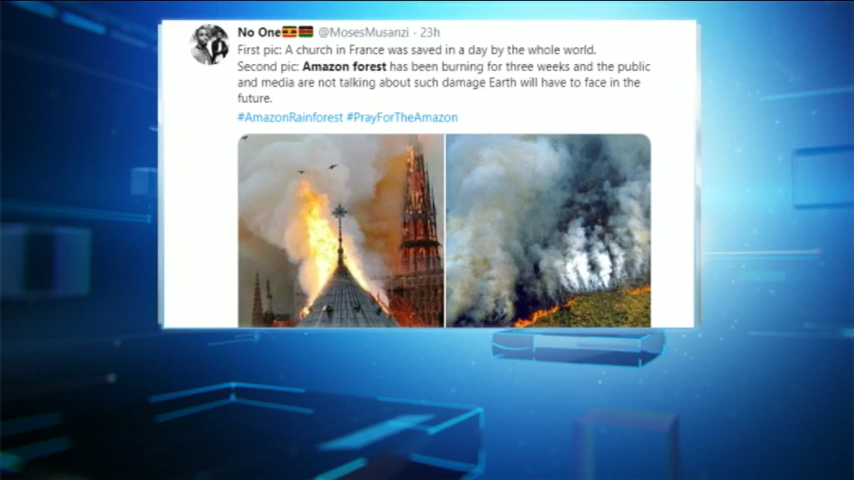 No One🇺🇬🇰🇪 @MosesMusanzi · 23h
First pic: A church in France was saved in a day by the whole world.
Second pic: Amazon forest has been burning for three weeks and the public
and media are not talking about such damage Earth will have to face in the
future.
#AmazonRainforest #PrayForTheAmazon